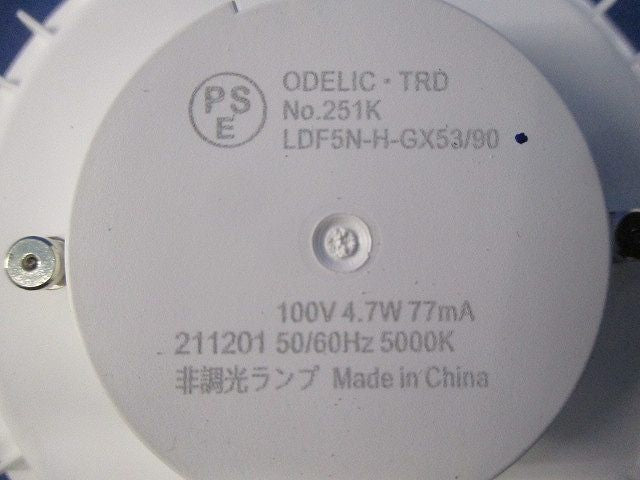 PS
E
ODELIC・TRD
No.251K
LDF5N-H-GX53/90
100V 4.7W 77mA
211201 50/60Hz 5000K
非調光ランプ Made in China